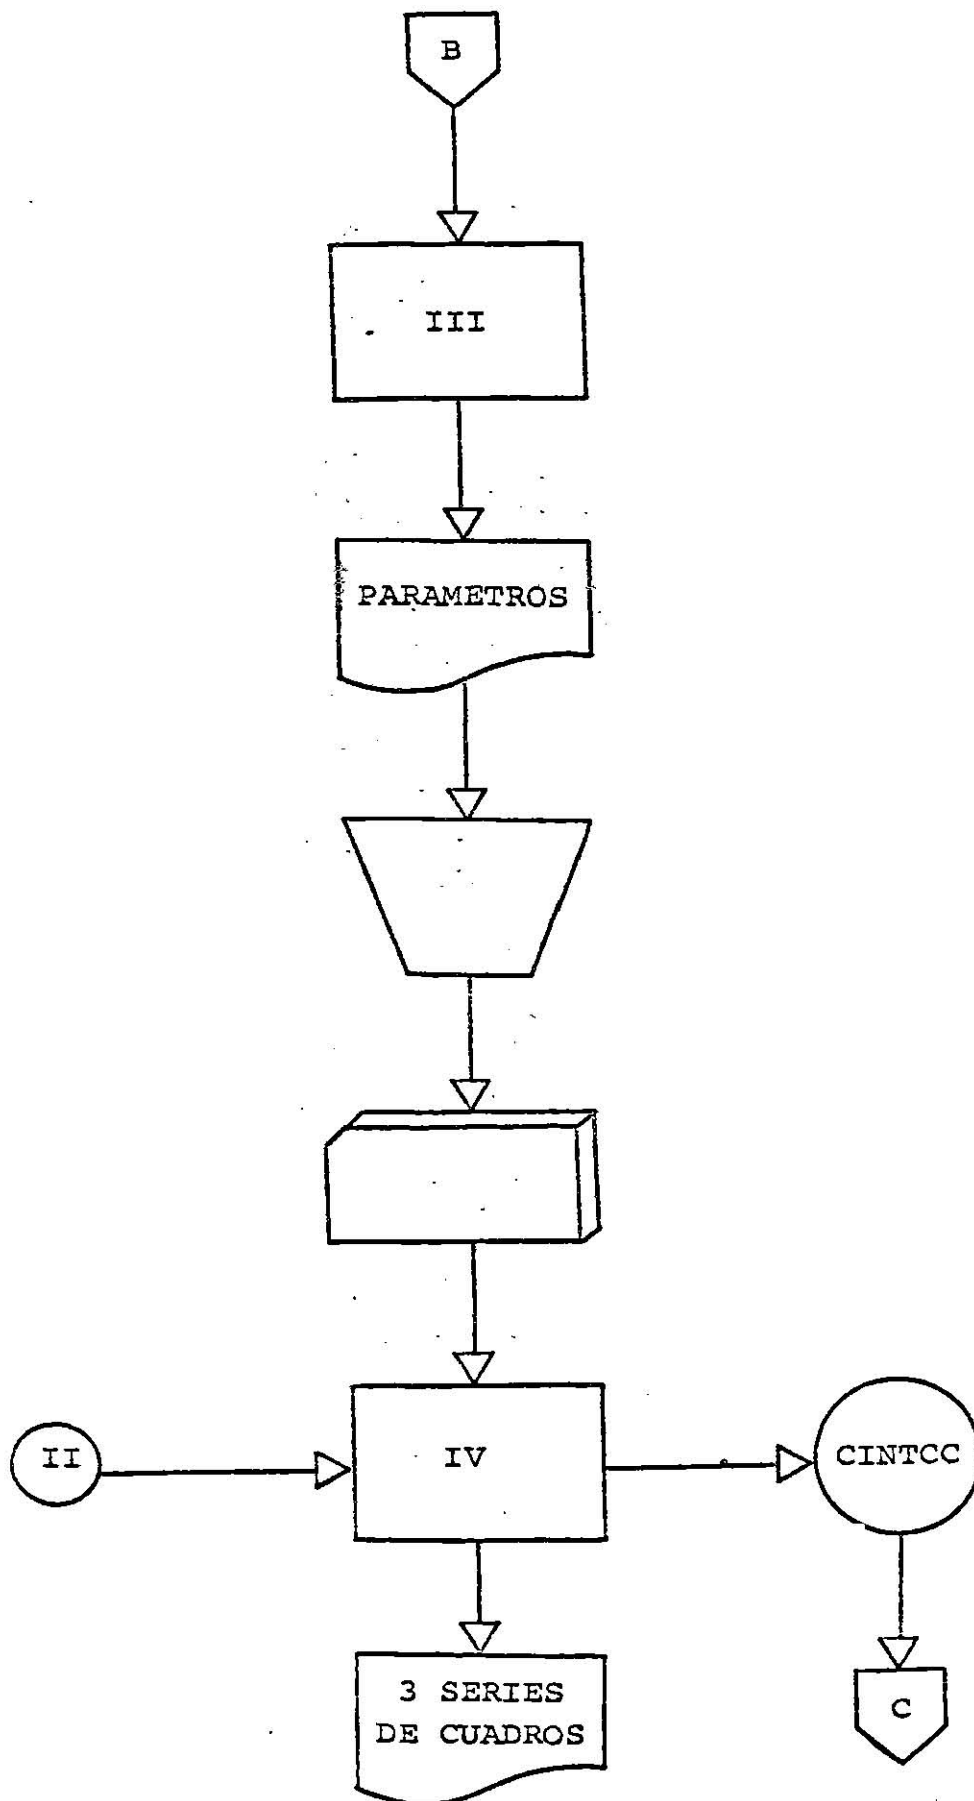 B
III
PARAMETROS
II
IV
CINTCC
3 SERIES
DE CUADROS
C